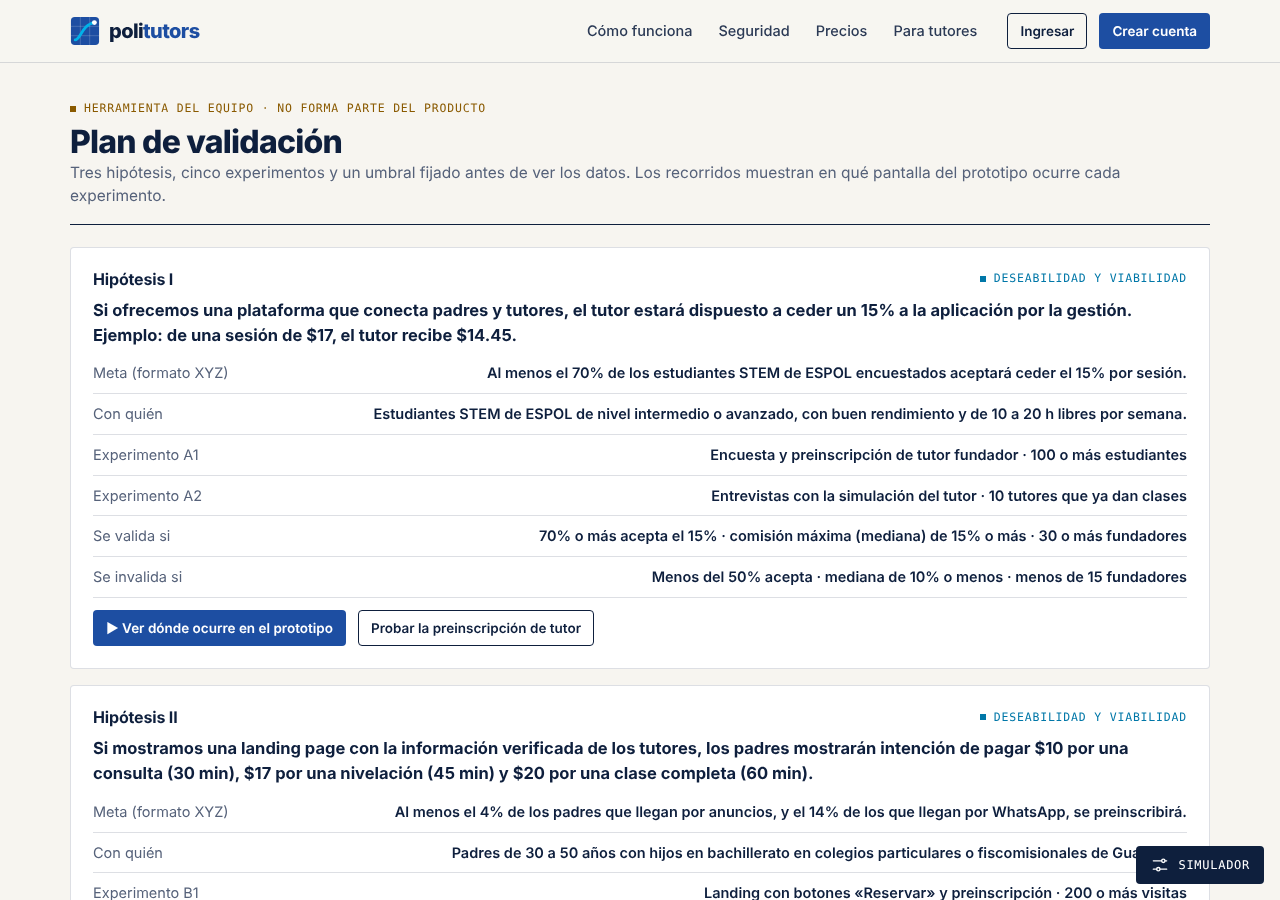 politutors
Cómo funciona
Seguridad
Precios
Para tutores
Ingresar
Crear cuenta
HERRAMIENTA DEL EQUIPO · NO FORMA PARTE DEL PRODUCTO
Plan de validación
Tres hipótesis, cinco experimentos y un umbral fijado antes de ver los datos. Los recorridos muestran en qué pantalla del prototipo ocurre cada
experimento.
Hipótesis I
DESEABILIDAD Y VIABILIDAD
Si ofrecemos una plataforma que conecta padres y tutores, el tutor estará dispuesto a ceder un 15% a la aplicación por la gestión.
Ejemplo: de una sesión de $17, el tutor recibe $14.45.
Meta (formato XYZ)
Al menos el 70% de los estudiantes STEM de ESPOL encuestados aceptará ceder el 15% por sesión.
Con quién
Estudiantes STEM de ESPOL de nivel intermedio o avanzado, con buen rendimiento y de 10 a 20 h libres por semana.
Experimento A1
Encuesta y preinscripción de tutor fundador · 100 o más estudiantes
Experimento A2
Entrevistas con la simulación del tutor · 10 tutores que ya dan clases
Se valida si
70% o más acepta el 15% · comisión máxima (mediana) de 15% o más · 30 o más fundadores
Se invalida si
Menos del 50% acepta · mediana de 10% o menos · menos de 15 fundadores
▶ Ver dónde ocurre en el prototipo
Probar la preinscripción de tutor
Hipótesis II
DESEABILIDAD Y VIABILIDAD
Si mostramos una landing page con la información verificada de los tutores, los padres mostrarán intención de pagar $10 por una
consulta (30 min), $17 por una nivelación (45 min) y $20 por una clase completa (60 min).
Meta (formato XYZ)
Al menos el 4% de los padres que llegan por anuncios, y el 14% de los que llegan por WhatsApp, se preinscribirá.
Con quién
Padres de 30 a 50 años con hijos en bachillerato en colegios particulares o fiscomisionales de
SIMULADOR
Experimento B1
Landing con botones «Reservar» y preinscripción · 200 o más visitas